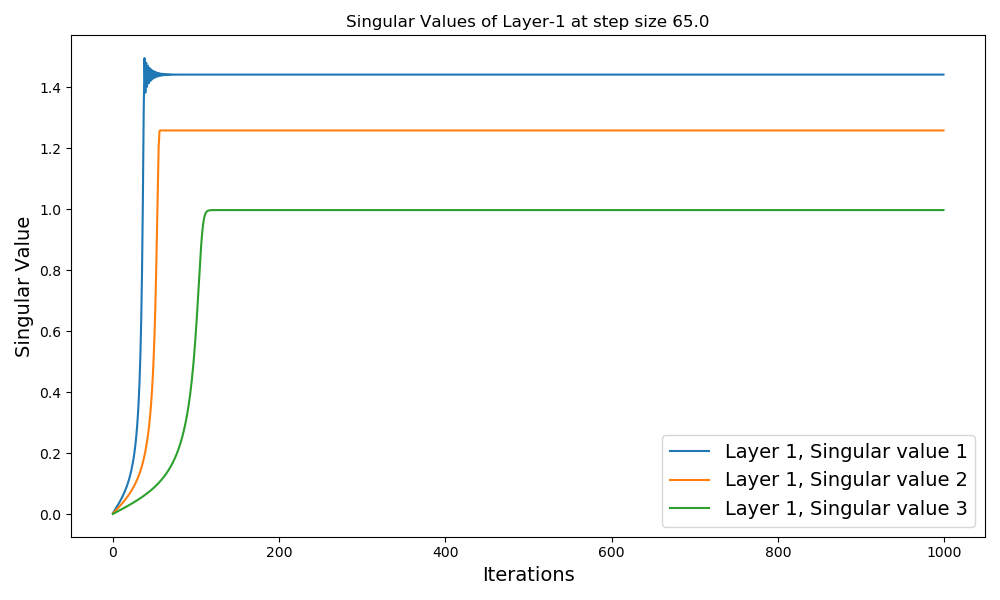 Singular Values of Layer-1 at step size 65.0
Singular Value
1.4
1.2
1.0
0.8
0.6
0.4
0.2
0.0
0 200 400 600 800 1000
Iterations
Layer 1, Singular value 1
Layer 1, Singular value 2
Layer 1, Singular value 3